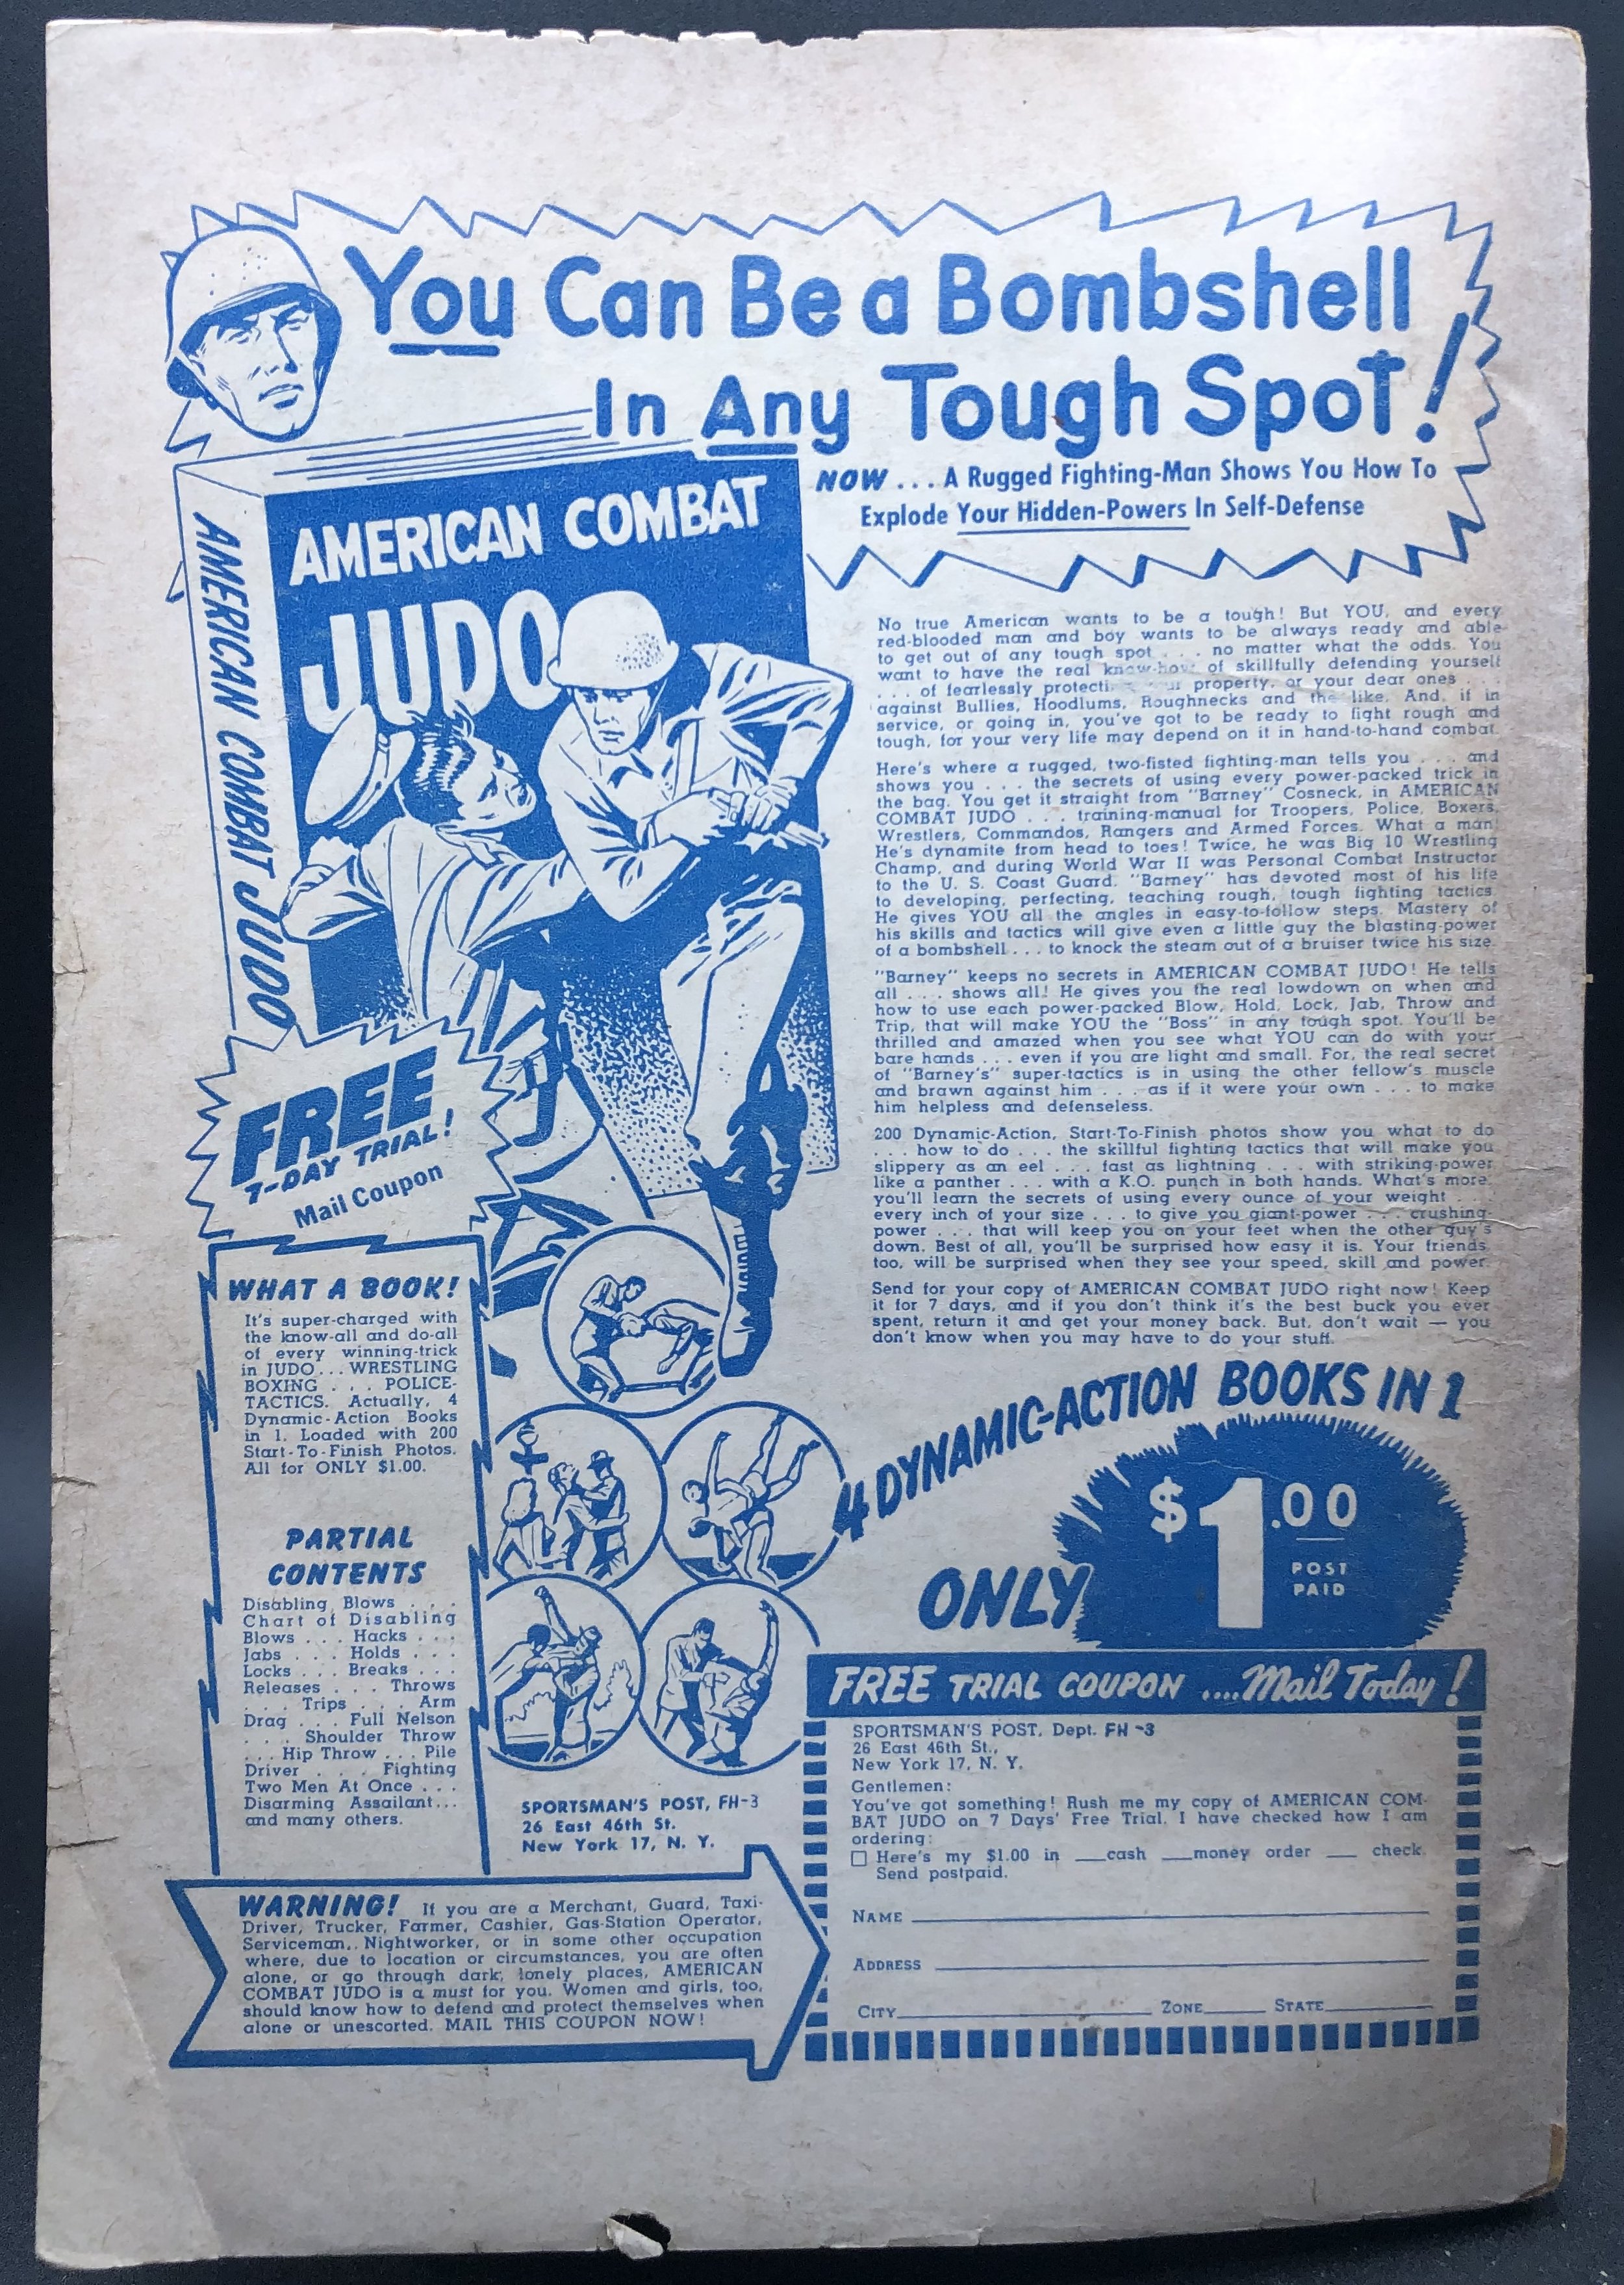 You Can Be a Bombshell
In Any Tough Spot!
NOW ... A Rugged Fighting-Man Shows You How To
Explode Your Hidden-Powers In Self-Defense
AMERICAN COMBAT
JUDO
AMERICAN COMBAT JUDO
FREE
7-DAY TRIAL!
Mail Coupon
No true American wants to be a tough! But YOU, and every
red-blooded man and boy wants to be always ready and able
to get out of any tough spot . . . no matter what the odds. You
want to have the real know-how of skillfully defending yourself
. . . of fearlessly protecti property, or your dear ones . . .
against Bullies, Hoodlums, Roughnecks and the like. And, if in
service, or going in, you've got to be ready to fight rough and
tough, for your very life may depend on it in hand-to-hand combat.
Here's where a rugged, two-fisted fighting-man tells you . . . and
shows you . . . the secrets of using every power-packed trick in
the bag. You get it straight from "Barney" Cosneck, in AMERICAN
COMBAT JUDO . . . training-manual for Troopers, Police, Boxers,
Wrestlers, Commandos, Rangers and Armed Forces. What a man!
He's dynamite from head to toes! Twice, he was Big 10 Wrestling
Champ, and during World War II was Personal Combat Instructor
to the U. S. Coast Guard. "Barney" has devoted most of his life
to developing, perfecting, teaching rough, tough fighting tactics.
He gives YOU all the angles in easy-to-follow steps. Mastery of
his skills and tactics will give even a little guy the blasting-power
of a bombshell . . . to knock the steam out of a bruiser twice his size.
"Barney" keeps no secrets in AMERICAN COMBAT JUDO! He tells
all . . . shows all! He gives you the real lowdown on when and
how to use each power-packed Blow, Hold, Lock, Jab, Throw and
Trip, that will make YOU the "Boss" in any tough spot. You'll be
thrilled and amazed when you see what YOU can do with your
bare hands . . . even if you are light and small. For, the real secret
of "Barney's" super-tactics is in using the other fellow's muscle
and brawn against him . . . as if it were your own . . . to make
him helpless and defenseless.
200 Dynamic-Action, Start-To-Finish photos show you what to do
. . . how to do . . . the skillful fighting tactics that will make you
slippery as an eel . . . fast as lightning . . . with striking-power
like a panther . . . with a K.O. punch in both hands. What's more,
you'll learn the secrets of using every ounce of your weight . . .
every inch of your size . . . to give you giant-power . . . crushing-
power . . . that will keep you on your feet when the other guy's
down. Best of all, you'll be surprised how easy it is. Your friends,
too, will be surprised when they see your speed, skill and power.
Send for your copy of AMERICAN COMBAT JUDO right now! Keep
it for 7 days, and if you don't think it's the best buck you ever
spent, return it and get your money back. But, don't wait — you
don't know when you may have to do your stuff.
WHAT A BOOK!
It's super-charged with
the know-all and do-all
of every winning-trick
in JUDO . . . WRESTLING
BOXING . . . POLICE-
TACTICS. Actually, 4
Dynamic-Action Books
in 1. Loaded with 200
Start-To-Finish Photos.
All for ONLY $1.00.
PARTIAL
CONTENTS
Disabling Blows . . .
Chart of Disabling
Blows . . . Hacks . . .
Jabs . . . Holds . . .
Locks . . . Breaks . . .
Releases . . . Throws
. . . Trips . . . Arm
Drag . . . Full Nelson
. . . Shoulder Throw
. . . Hip Throw . . . Pile
Driver . . . Fighting
Two Men At Once . . .
Disarming Assailant . . .
and many others.
SPORTSMAN'S POST, FH-3
26 East 46th St.
New York 17, N. Y.
WARNING! If you are a Merchant, Guard, Taxi-
Driver, Trucker, Farmer, Cashier, Gas-Station Operator,
Serviceman, Nightworker, or in some other occupation
where, due to location or circumstances, you are often
alone, or go through dark, lonely places, AMERICAN
COMBAT JUDO is a must for you. Women and girls, too,
should know how to defend and protect themselves when
alone or unescorted. MAIL THIS COUPON NOW!
4 DYNAMIC-ACTION BOOKS IN 1
ONLY
$1.00
POST
PAID
FREE TRIAL COUPON ....Mail Today!
SPORTSMAN'S POST, Dept. FH-3
26 East 46th St.,
New York 17, N. Y.
Gentlemen:
You've got something! Rush me my copy of AMERICAN COM-
BAT JUDO on 7 Days' Free Trial. I have checked how I am
ordering:
☐ Here's my $1.00 in ___cash ___money order ___ check.
Send postpaid.
NAME
ADDRESS
CITY ZONE STATE